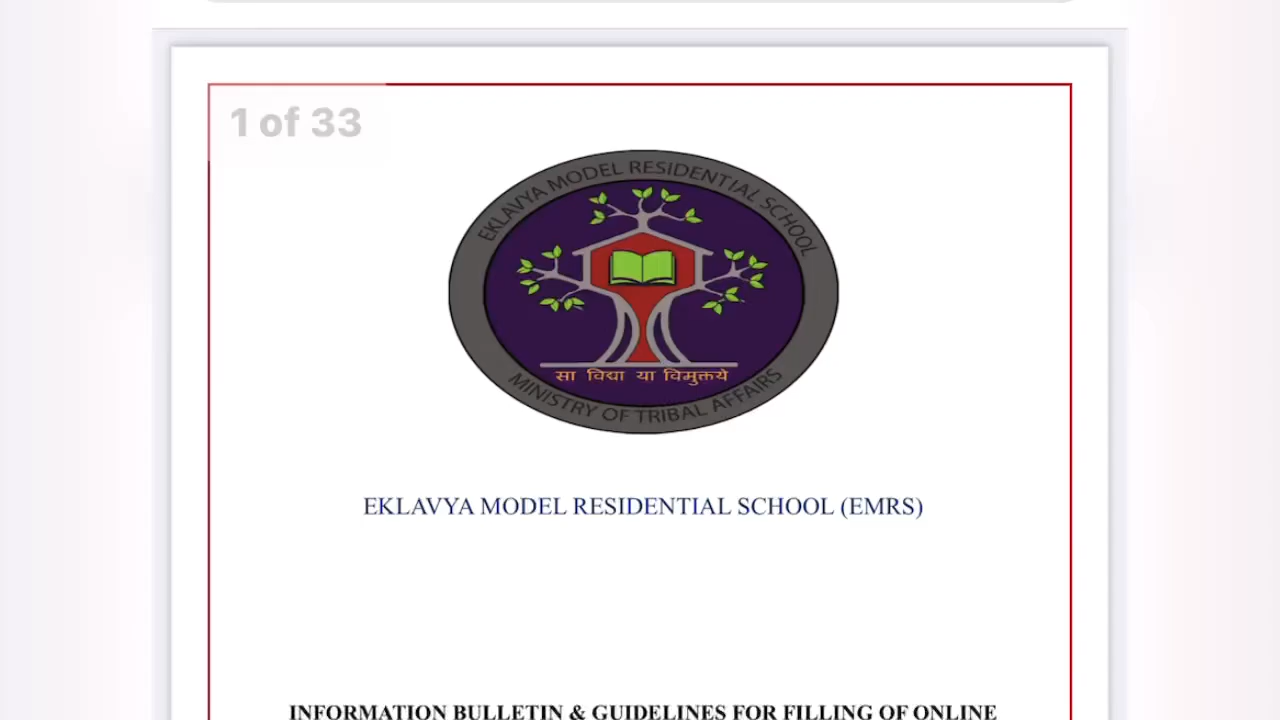 1 of 33
EKLAVYA MODEL RESIDENTIAL SCHOOL
सा विद्या या विमुक्तये
MINISTRY OF TRIBAL AFFAIRS
EKLAVYA MODEL RESIDENTIAL SCHOOL (EMRS)
INFORMATION BULLETIN & GUIDELINES FOR FILLING OF ONLINE